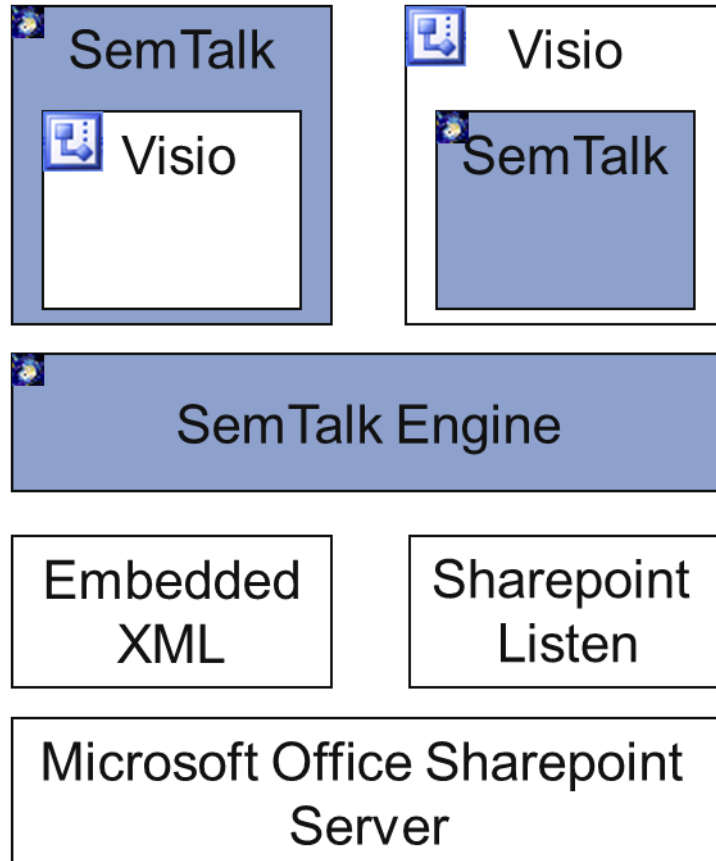 SemTalk
Visio
Visio
SemTalk
SemTalk Engine
Embedded
XML
Sharepoint
Listen
Microsoft Office Sharepoint
Server